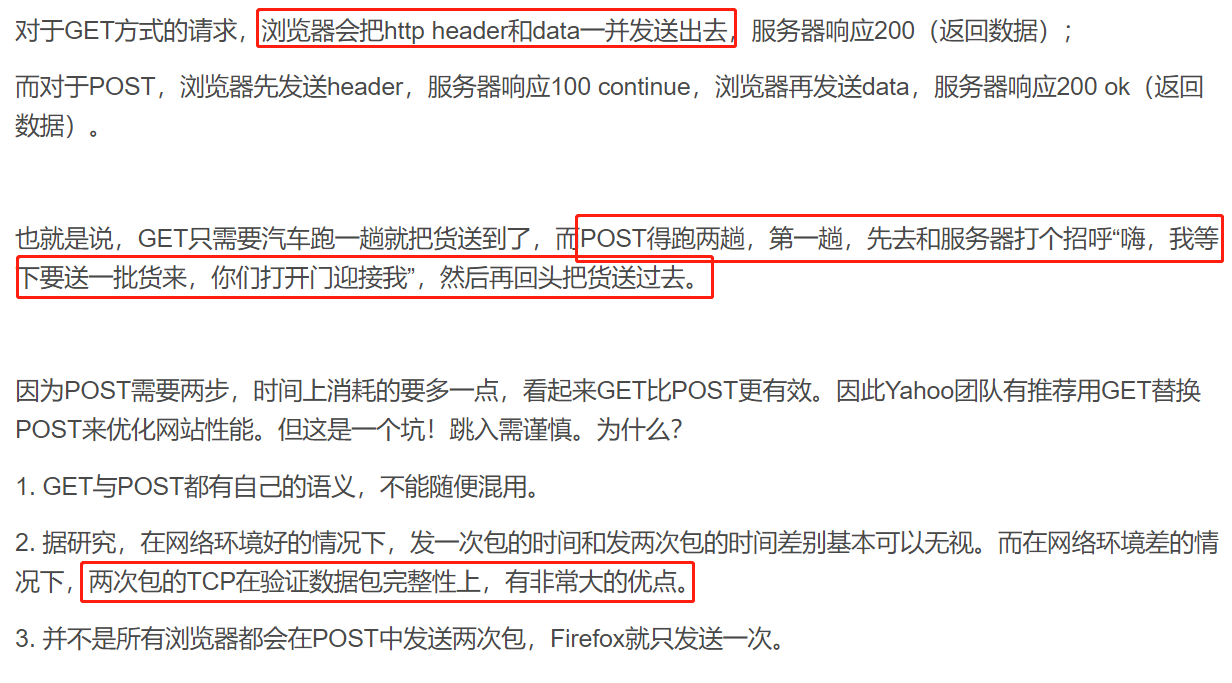 对于GET方式的请求，浏览器会把http header和data一并发送出去，服务器响应200（返回数据）；
而对于POST，浏览器先发送header，服务器响应100 continue，浏览器再发送data，服务器响应200 ok（返回
数据）。
也就是说，GET只需要汽车跑一趟就把货送到了，而POST得跑两趟，第一趟，先去和服务器打个招呼“嗨，我等
下要送一批货来，你们打开门迎接我”，然后再回头把货送过去。
因为POST需要两步，时间上消耗的要多一点，看起来GET比POST更有效。因此Yahoo团队有推荐用GET替换
POST来优化网站性能。但这是一个坑！跳入需谨慎。为什么？
1. GET与POST都有自己的语义，不能随便混用。
2. 据研究，在网络环境好的情况下，发一次包的时间和发两次包的时间差别基本可以无视。而在网络环境差的情
况下，两次包的TCP在验证数据包完整性上，有非常大的优点。
3. 并不是所有浏览器都会在POST中发送两次包，Firefox就只发送一次。